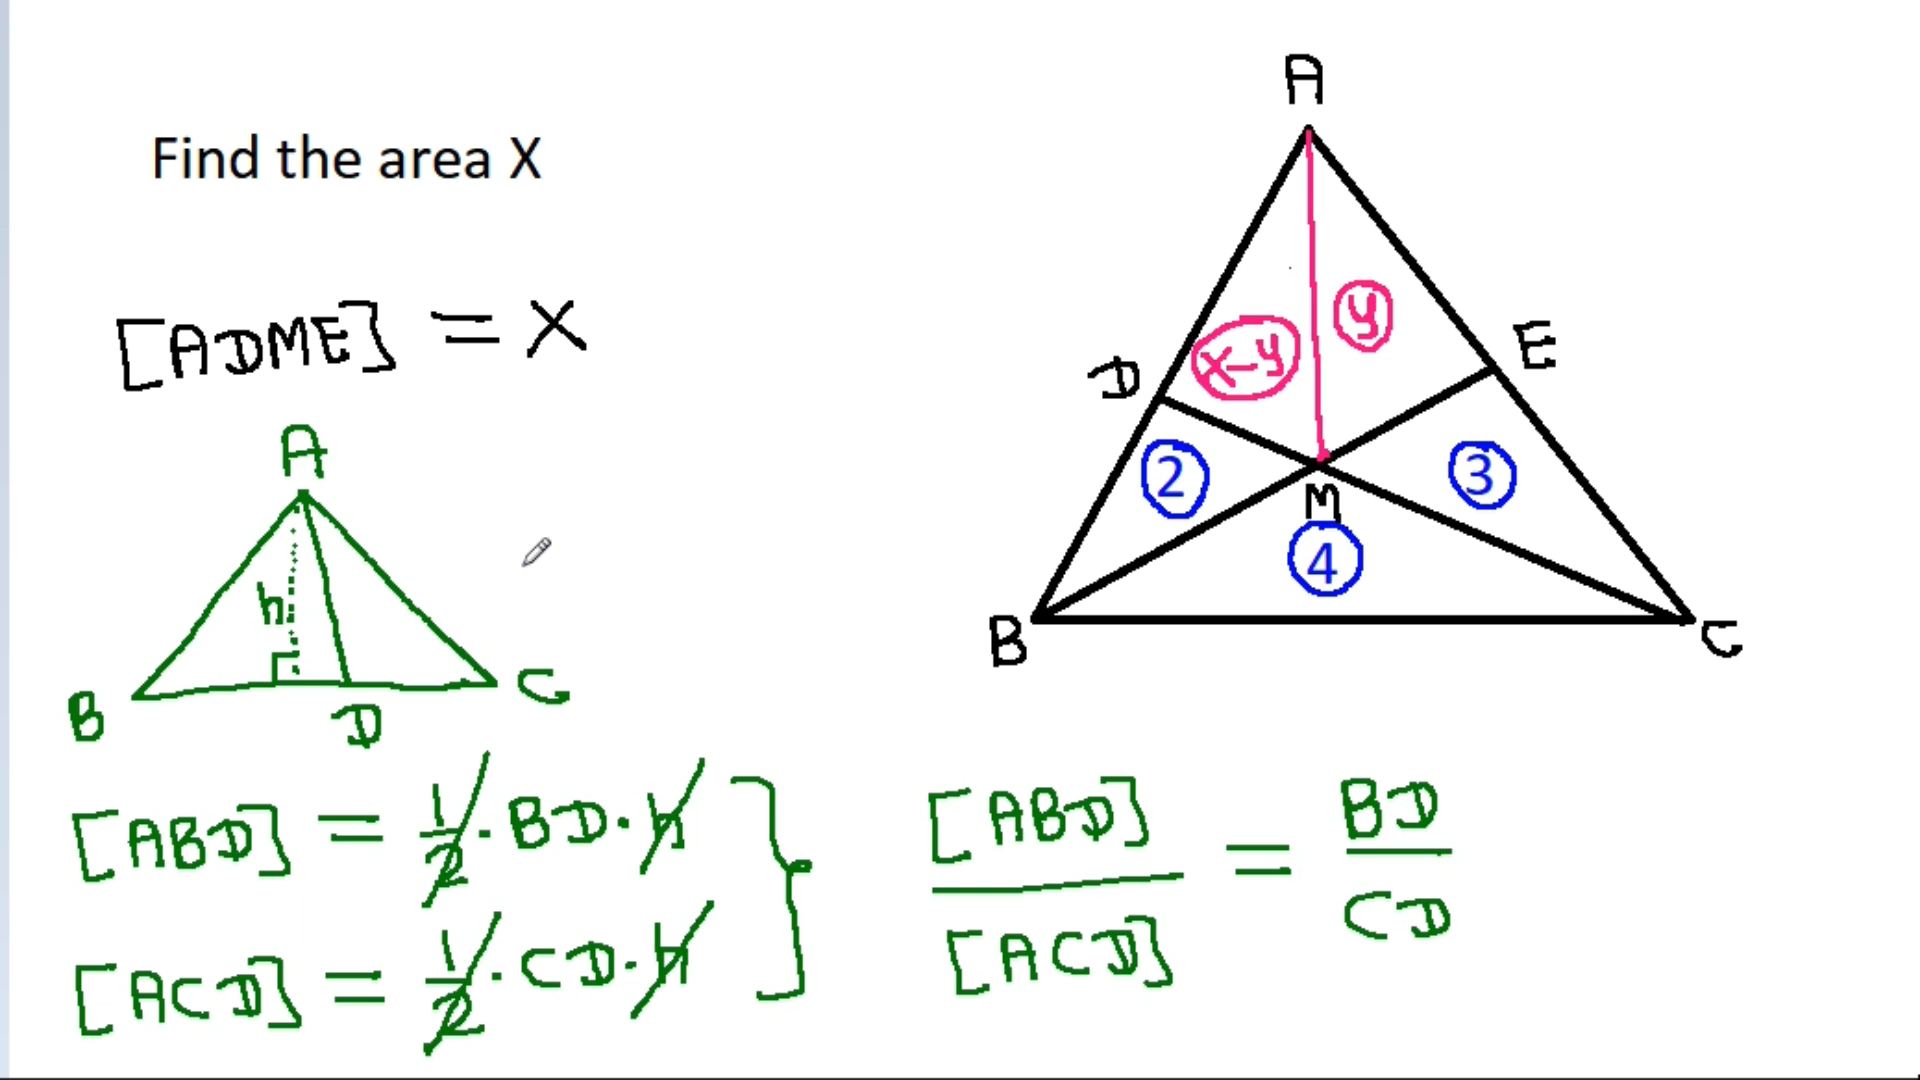 Find the area X
[ADME] = X
A
h
B
D
C
[ABD] = 1/2 · BD · h
[ACD] = 1/2 · CD · h
A
x-y
y
D
E
2
3
M
4
B
C
[ABD] / [ACD] = BD / CD